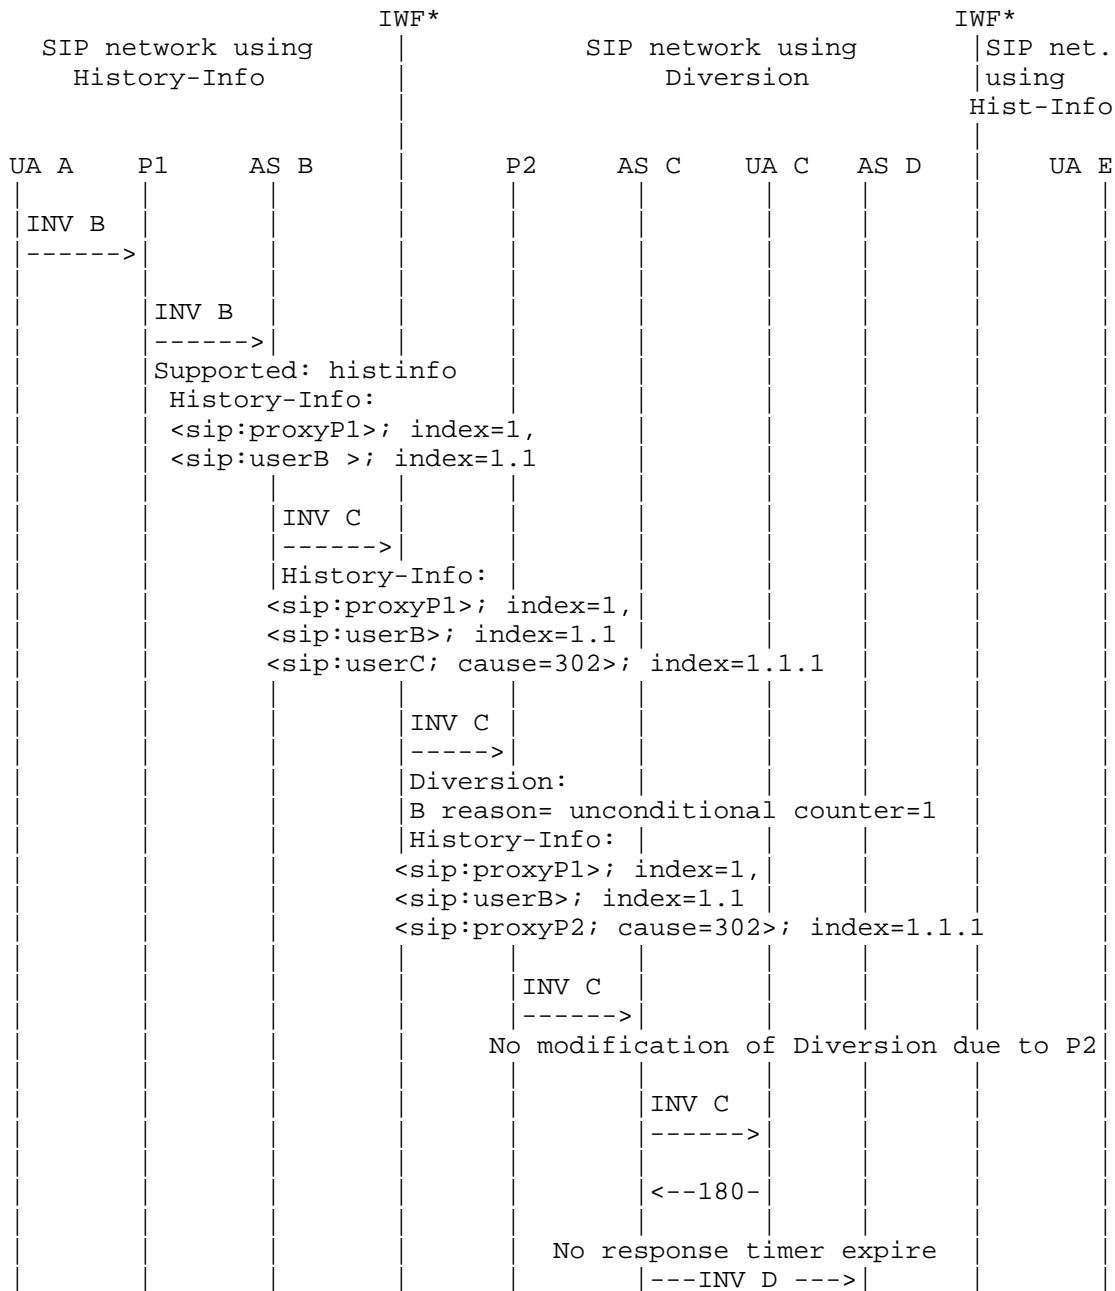 IWF* IWF*
SIP network using | SIP network using |SIP net.
History-Info | Diversion |using
| Hist-Info
| |
UA A P1 AS B | P2 AS C UA C AS D | UA E
| | | | | | | | | |
|INV B | | | | | | | | |
|------>| | | | | | | | |
| | | | | | | | | |
| |INV B | | | | | | | |
| |------>| | | | | | | |
| |Supported: histinfo | | | | | |
| | History-Info: | | | | | |
| | <sip:proxyP1>; index=1, | | | | |
| | <sip:userB >; index=1.1 | | | | |
| | | | | | | | | |
| | |INV C | | | | | | |
| | |------>| | | | | | |
| | |History-Info: | | | | | |
| | <sip:proxyP1>; index=1,| | | | |
| | <sip:userB>; index=1.1 | | | | |
| | <sip:userC; cause=302>; index=1.1.1 | | |
| | | | | | | | | |
| | | |INV C | | | | | |
| | | |----->| | | | | |
| | | |Diversion: | | | | |
| | | |B reason= unconditional counter=1 | |
| | | |History-Info: | | | | |
| | | <sip:proxyP1>; index=1,| | | |
| | | <sip:userB>; index=1.1 | | | |
| | | <sip:proxyP2; cause=302>; index=1.1.1 |
| | | | | | | | | |
| | | | |INV C | | | | |
| | | | |------>| | | | |
| | | | No modification of Diversion due to P2|
| | | | | | | | | |
| | | | | |INV C | | | |
| | | | | |------>| | | |
| | | | | | | | | |
| | | | | |<--180-| | | |
| | | | | | | | | |
| | | | | No response timer expire | |
| | | | | |---INV D --->| | |